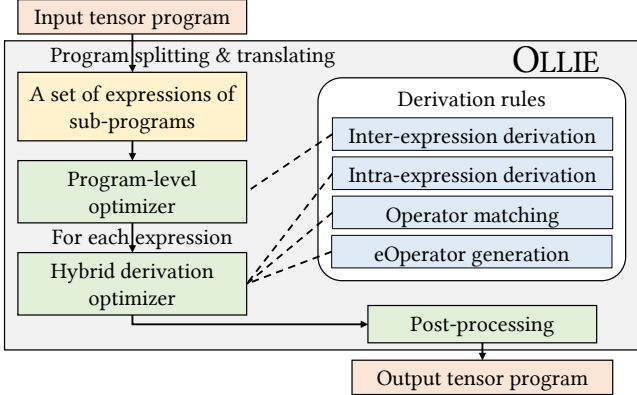 Input tensor program
Program splitting & translating
OLLIE
A set of expressions of
sub-programs
Derivation rules
Inter-expression derivation
Intra-expression derivation
Operator matching
eOperator generation
Program-level
optimizer
For each expression
Hybrid derivation
optimizer
Post-processing
Output tensor program